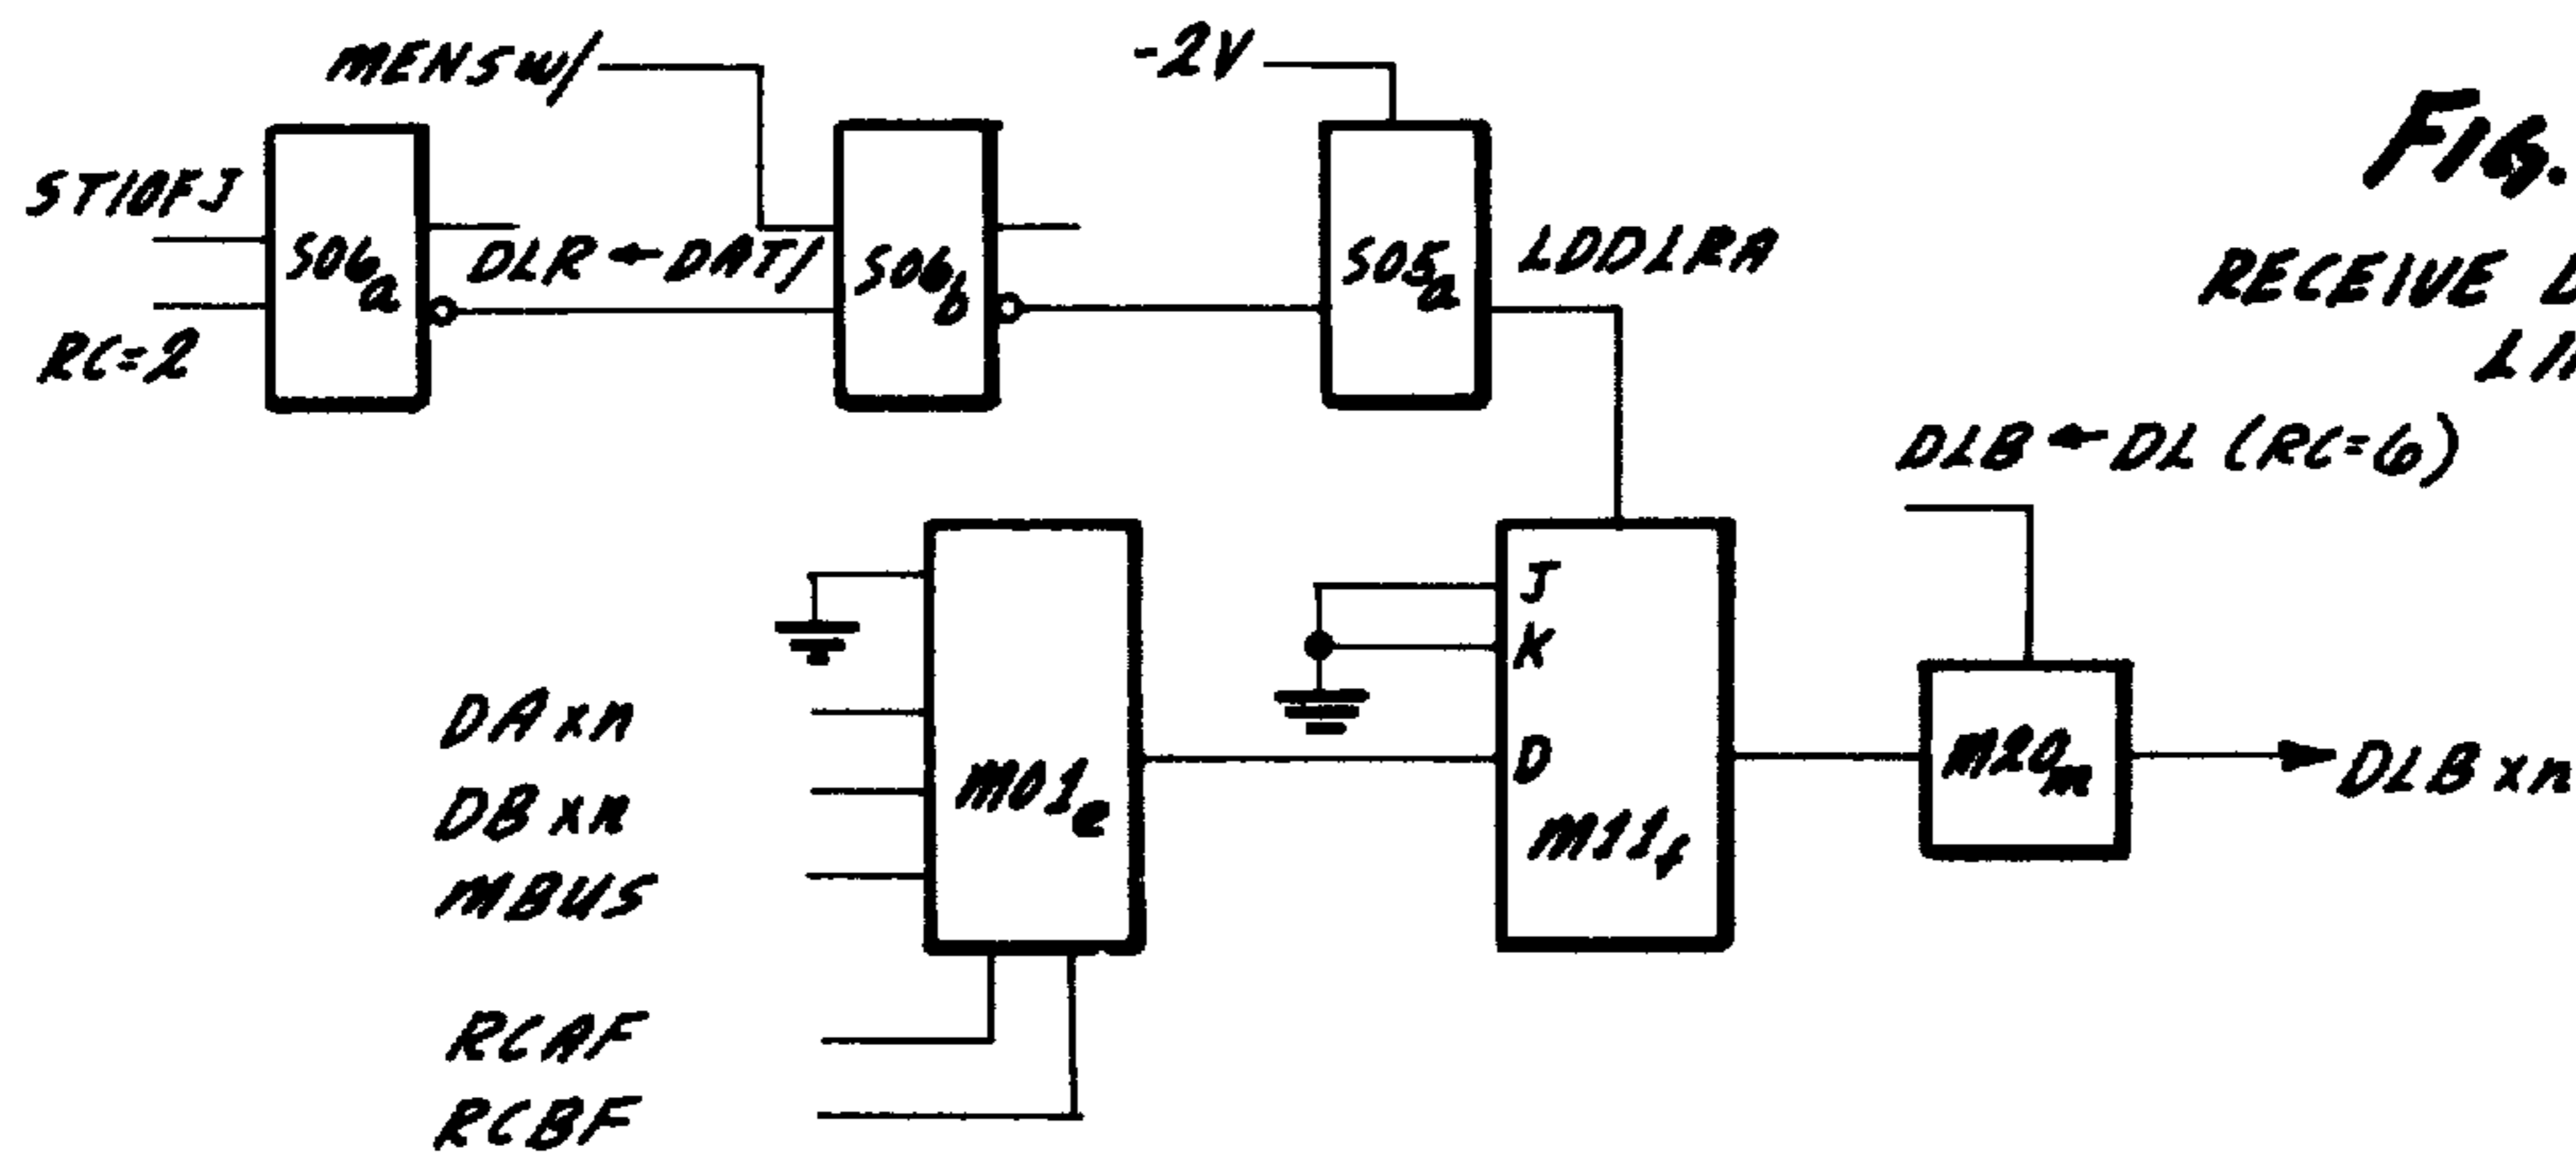 MENSW/
-2V
FIG.
ST10FJ
S06a
DLR←DAT/
S06b
S05a
LDDLRA
RECEIVE
RC=2
DLB←DL (RC=6)
J
K
DAxn
D
M01e
M11f
M20m
DLBxn
DBxn
MBUS
RCAF
RCBF